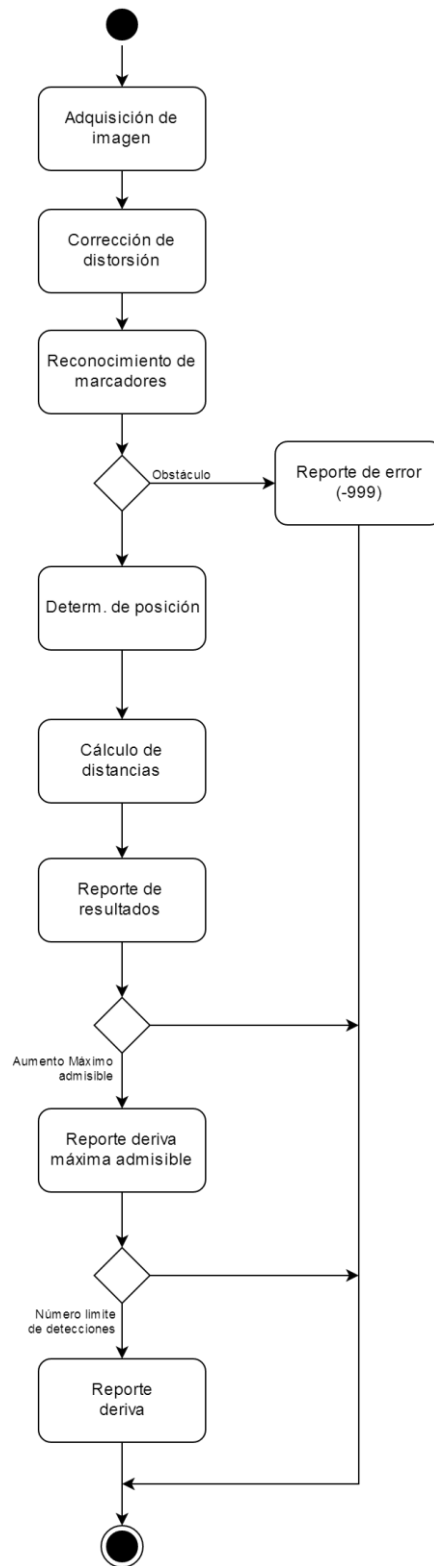 Adquisición de
imagen
Corrección de
distorsión
Reconocimiento de
marcadores
Obstáculo
Reporte de error
(-999)
Determ. de posición
Cálculo de
distancias
Reporte de
resultados
Aumento Máximo
admisible
Reporte deriva
máxima admisible
Número limite
de detecciones
Reporte
deriva